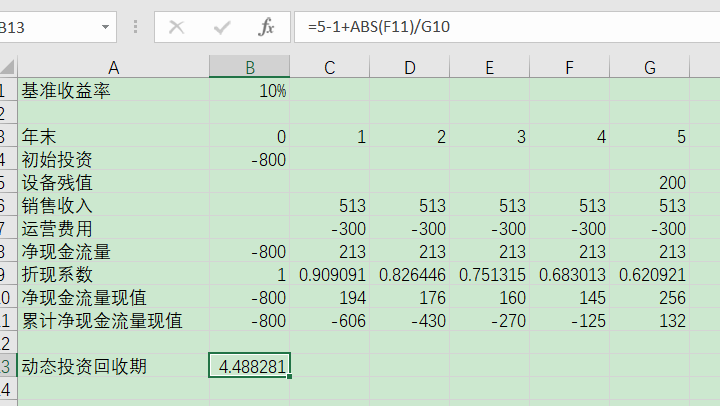 B13 fx =5-1+ABS(F11)/G10
A B C D E F G
1 基准收益率 10%
2
3 年末 0 1 2 3 4 5
4 初始投资 -800
5 设备残值 200
6 销售收入 513 513 513 513 513
7 运营费用 -300 -300 -300 -300 -300
8 净现金流量 -800 213 213 213 213 213
9 折现系数 1 0.909091 0.826446 0.751315 0.683013 0.620921
0 净现金流量现值 -800 194 176 160 145 256
1 累计净现金流量现值 -800 -606 -430 -270 -125 132
2
3 动态投资回收期 4.488281
4